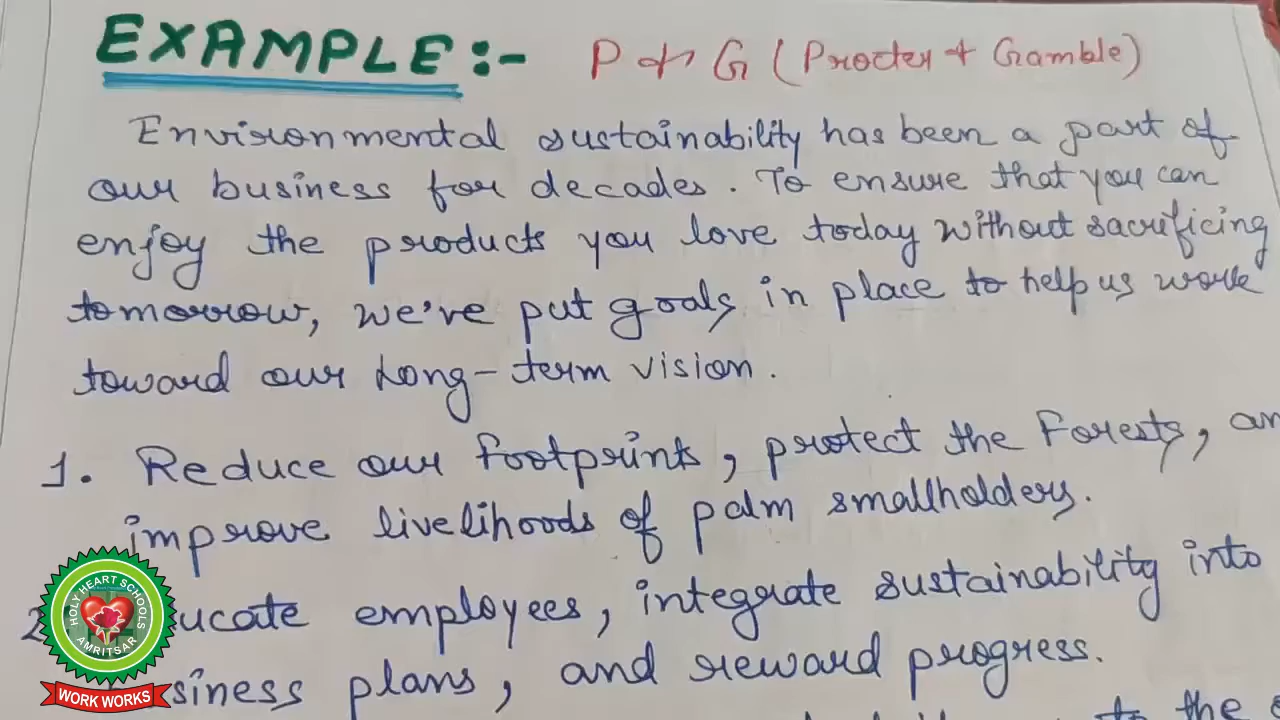 EXAMPLE:- P & G (Procter & Gamble)
Environmental sustainability has been a part of
our business for decades. To ensure that you can
enjoy the products you love today without sacrificing
tomorrow, we've put goals in place to help us work
toward our Long-term vision.
1. Reduce our footprints, protect the Forests, an
improve livelihoods of palm smallholders.
2. ucate employees, integrate sustainability into
siness plans, and reward progress.
to the
HOLY HEART SCHOOLS
AMRITSAR
WORK WORKS